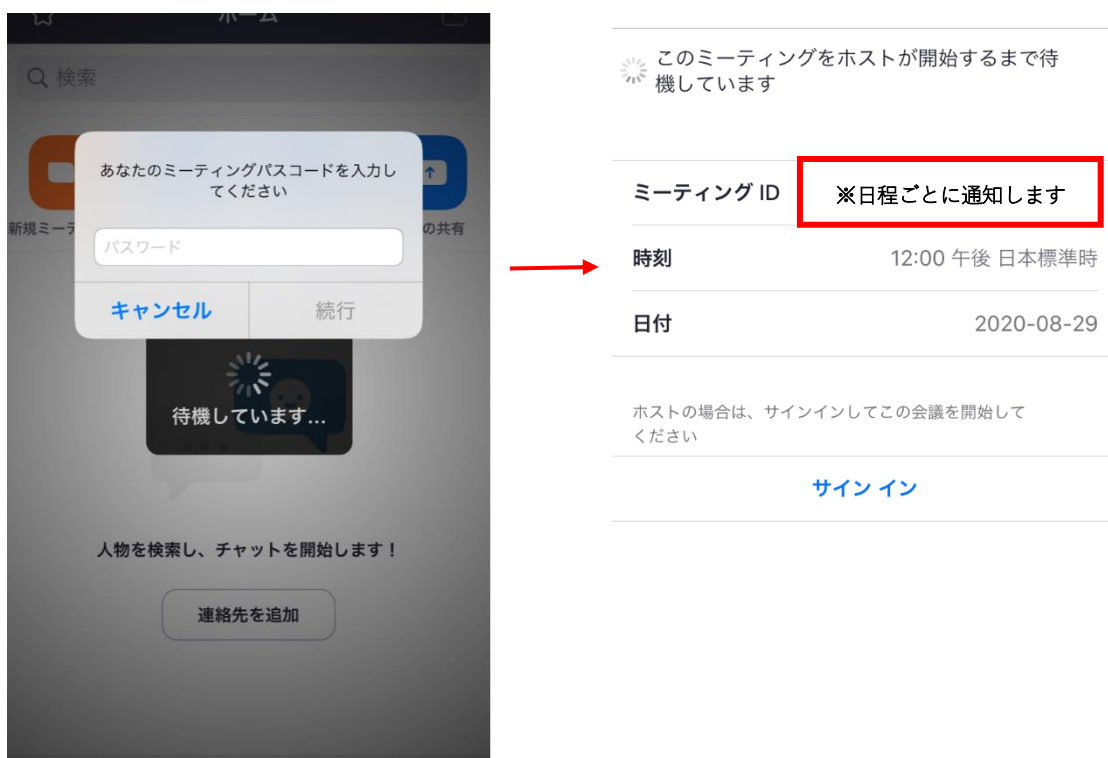 ホーム
検索
あなたのミーティングパスコードを入力し
てください
パスワード
キャンセル
続行
新規ミーテ
の共有
待機しています...
人物を検索し、チャットを開始します！
連絡先を追加
このミーティングをホストが開始するまで待
機しています
ミーティング ID
※日程ごとに通知します
時刻
12:00 午後 日本標準時
日付
2020-08-29
ホストの場合は、サインインしてこの会議を開始して
ください
サイン イン